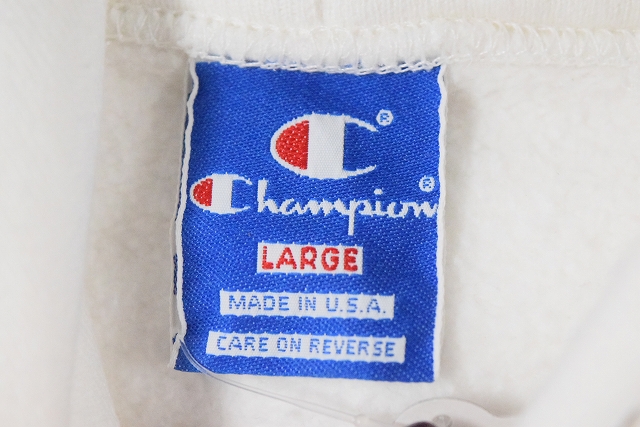 C®
Champion®
LARGE
MADE IN U.S.A.
CARE ON REVERSE